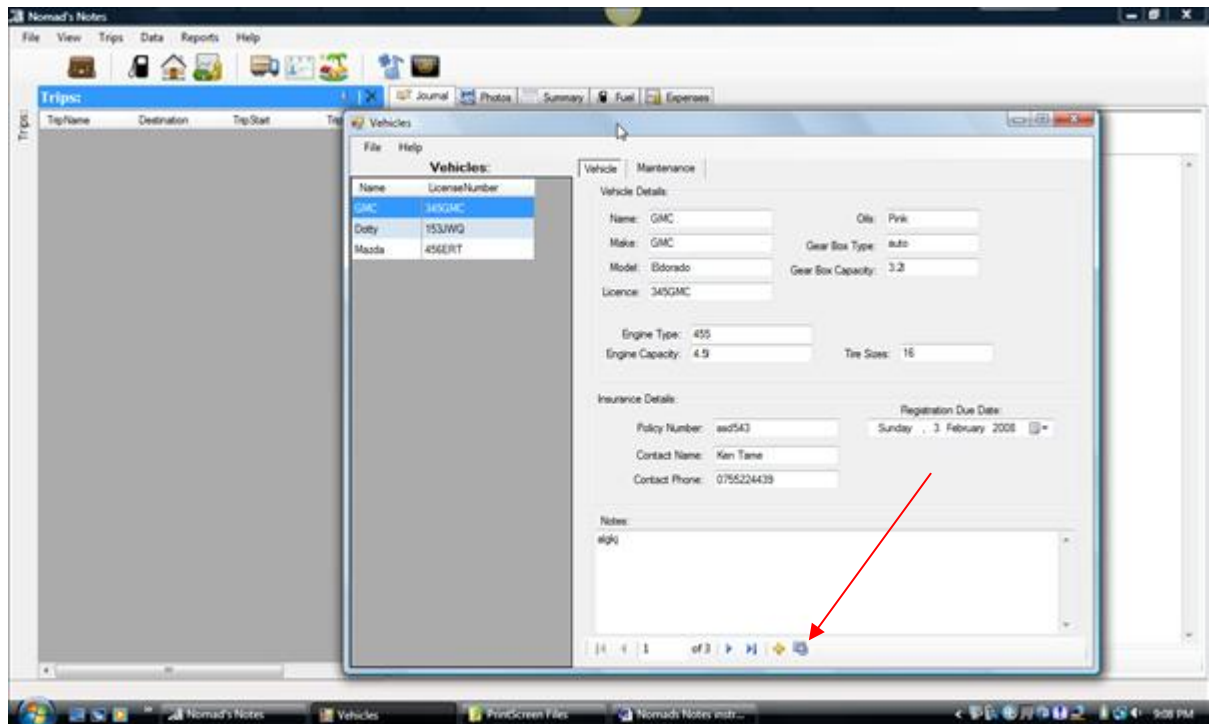 Nomad's Notes
File View Trips Data Reports Help
Trips:
Journal Photos Summary Fuel Expenses
Trips:
TripName Destination TripStart
Vehicles
File Help
Vehicles:
Vehicle Maintenance
Name LicenseNumber
GMC 345GMC
Dotty 153JWQ
Mazda 456ERT
Vehicle Details:
Name: GMC Oils: Pink
Make: GMC Gear Box Type: auto
Model: Eldorado Gear Box Capacity: 3.2l
Licence: 345GMC
Engine Type: 455
Engine Capacity: 4.5l Tire Sizes: 16
Insurance Details:
Registration Due Date:
Policy Number: asd543 Sunday , 3 February 2008
Contact Name: Ken Tame
Contact Phone: 0755224439
Notes:
1 of 3
Nomad's Notes Vehicles PrintScreen Files Nomads Notes instr... 9:08 PM